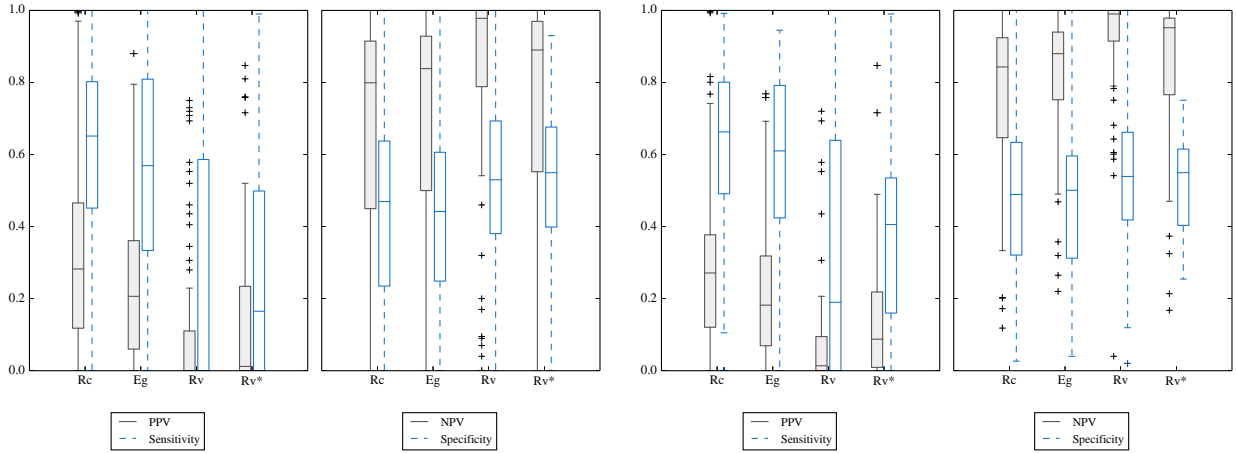 1.0
0.8
0.6
0.4
0.2
0.0
Rc Eg Rv Rv*
PPV
Sensitivity
Rc Eg Rv Rv*
NPV
Specificity
1.0
0.8
0.6
0.4
0.2
0.0
Rc Eg Rv Rv*
PPV
Sensitivity
Rc Eg Rv Rv*
NPV
Specificity